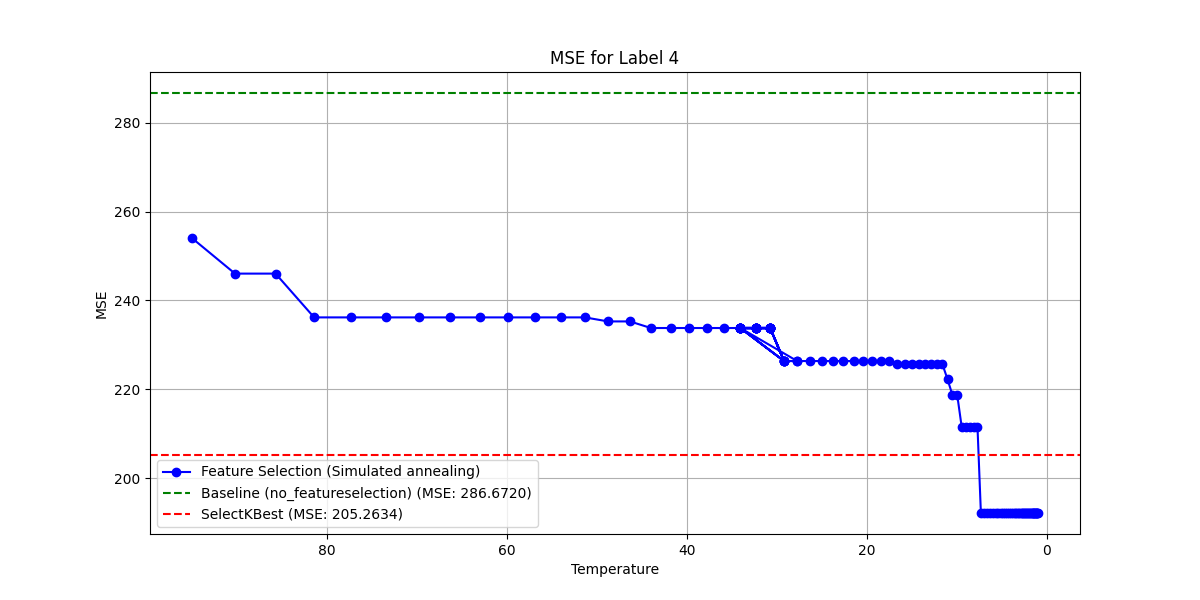 MSE for Label 4
MSE
280
260
240
220
200
Feature Selection (Simulated annealing)
Baseline (no_featureselection) (MSE: 286.6720)
SelectKBest (MSE: 205.2634)
80
60
40
20
0
Temperature